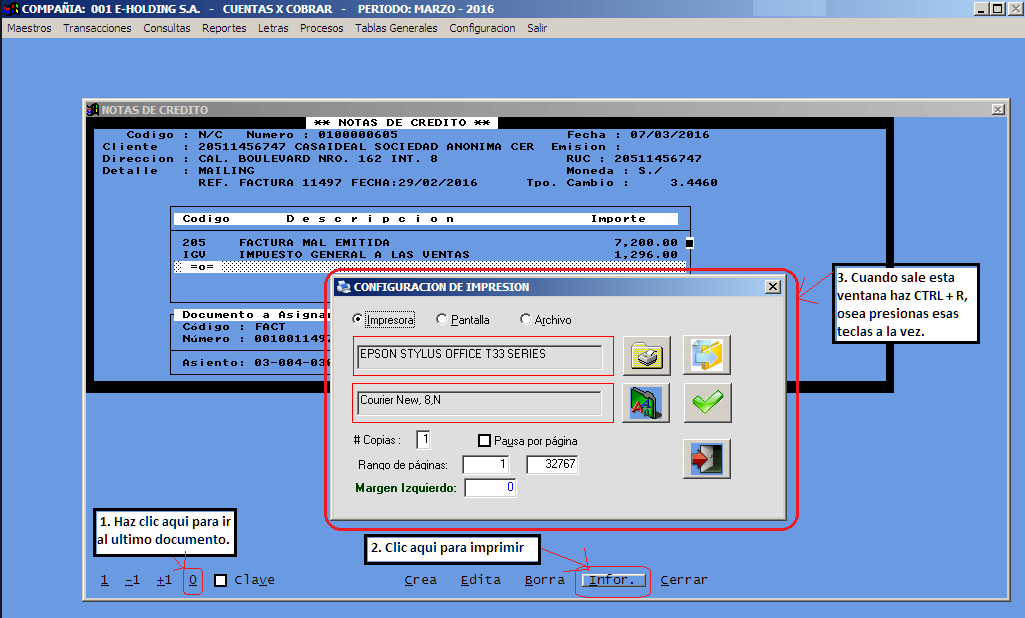 COMPAÑIA: 001 E-HOLDING S.A. - CUENTAS X COBRAR - PERIODO: MARZO - 2016
Maestros Transacciones Consultas Reportes Letras Procesos Tablas Generales Configuracion Salir
NOTAS DE CREDITO
** NOTAS DE CREDITO **
Codigo : N/C Numero : 0100000605 Fecha : 07/03/2016
Cliente : 20511456747 CASAIDEAL SOCIEDAD ANONIMA CER Emision :
Direccion : CAL. BOULEVARD NRO. 162 INT. 8 RUC : 20511456747
Detalle : MAILING Moneda : S./
REF. FACTURA 11497 FECHA:29/02/2016 Tpo. Cambio : 3.4460
Codigo D e s c r i p c i o n Importe
205 FACTURA MAL EMITIDA 7,200.00
IGV IMPUESTO GENERAL A LAS VENTAS 1,296.00
=o=
Documento a Asignar
Código : FACT
Número : 0010011497
Asiento: 03-004-030
CONFIGURACION DE IMPRESION
Impresora Pantalla Archivo
EPSON STYLUS OFFICE T33 SERIES
Courier New, 8,N
# Copias : 1 Pausa por página
Rango de páginas: 1 32767
Margen Izquierdo: 0
3. Cuando sale esta
ventana haz CTRL + R,
osea presionas esas
teclas a la vez.
1. Haz clic aqui para ir
al ultimo documento.
2. Clic aqui para imprimir
1 -1 +1 0 Clave Crea Edita Borra Infor. Cerrar